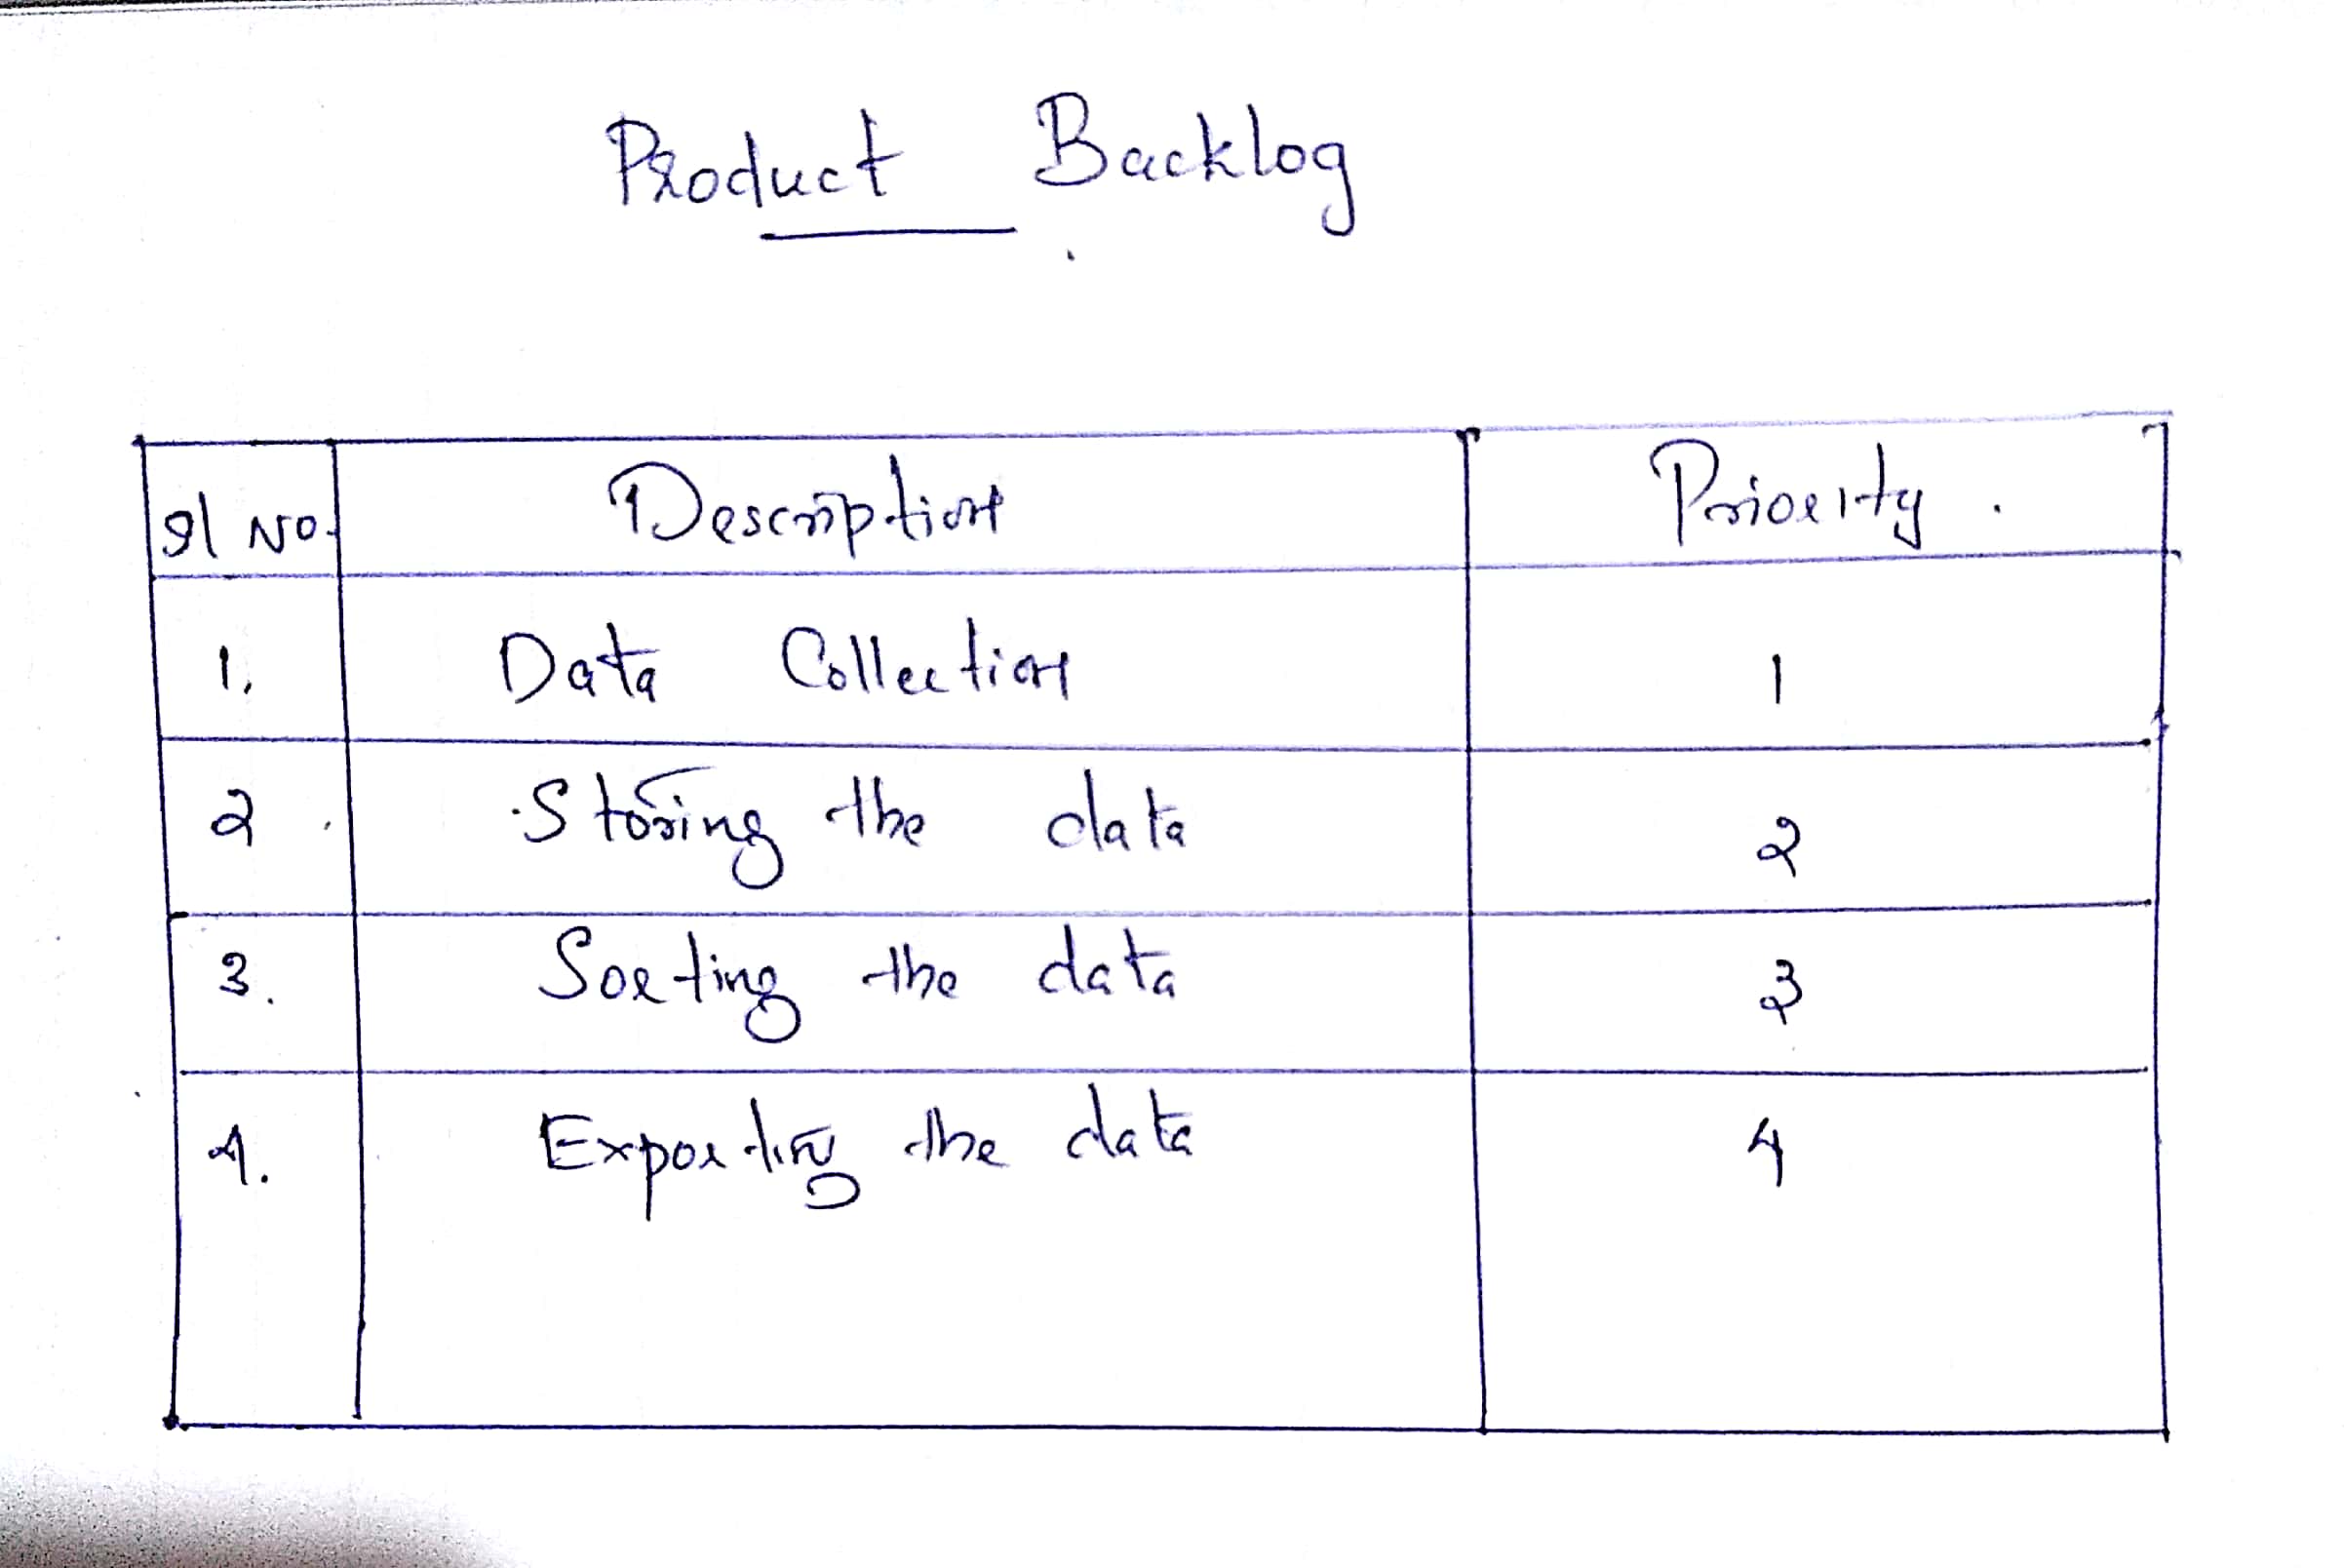 Product Backlog
Sl No. Description Priority.
1. Data Collection 1
2. Storing the data 2
3. Sorting the data 3
4. Exporting the data 4